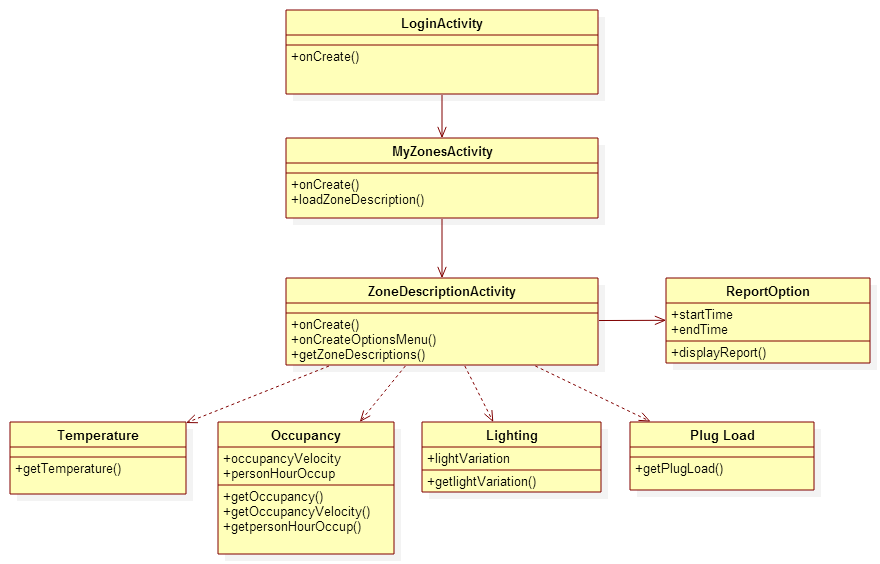 LoginActivity
+onCreate()
MyZonesActivity
+onCreate()
+loadZoneDescription()
ZoneDescriptionActivity
+onCreate()
+onCreateOptionsMenu()
+getZoneDescriptions()
ReportOption
+startTime
+endTime
+displayReport()
Temperature
+getTemperature()
Occupancy
+occupancyVelocity
+personHourOccup
+getOccupancy()
+getOccupancyVelocity()
+getpersonHourOccup()
Lighting
+lightVariation
+getlightVariation()
Plug Load
+getPlugLoad()